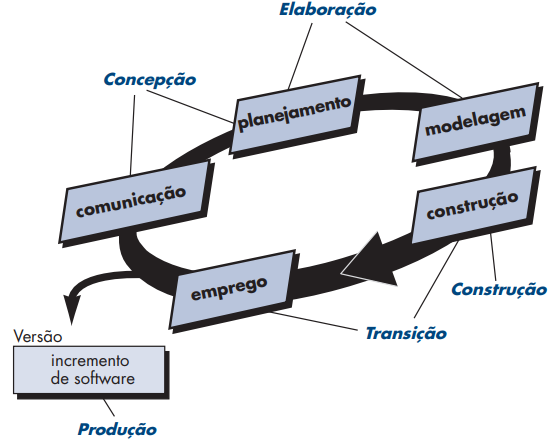 Elaboração
Concepção
planejamento
modelagem
comunicação
construção
emprego
Construção
Transição
Versão
incremento
de software
Produção